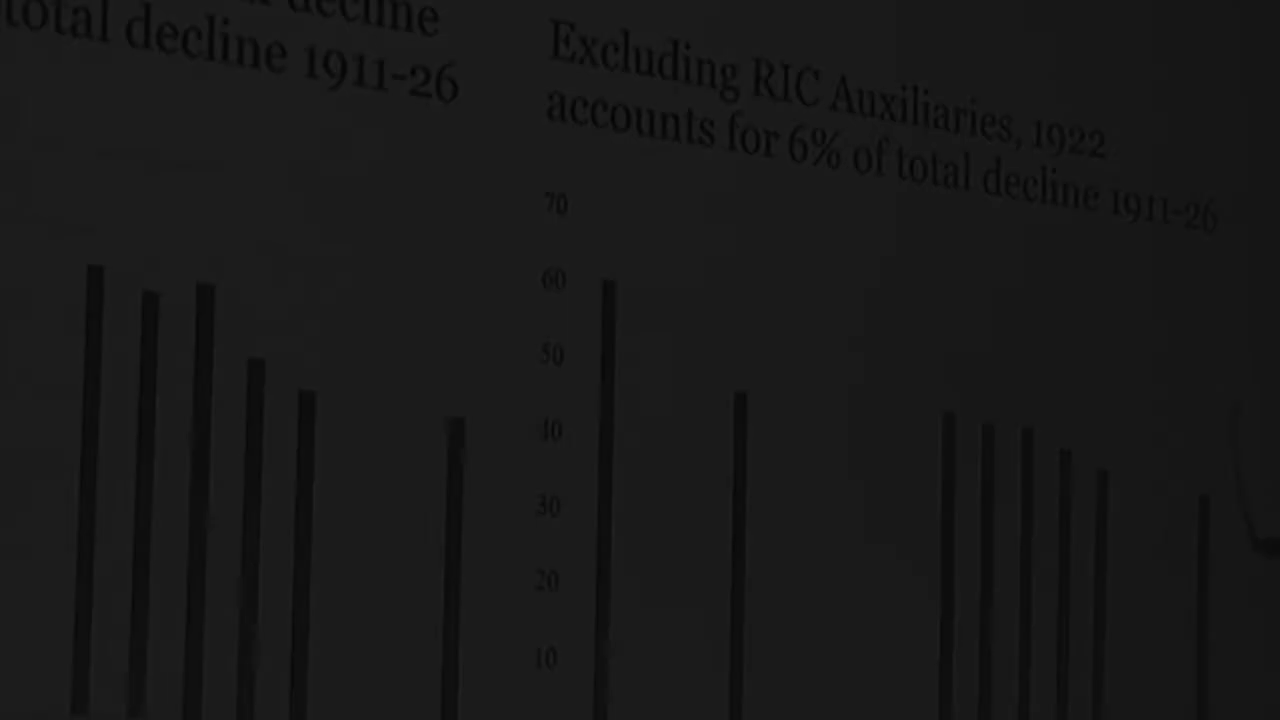 decline
total decline 1911-26
Excluding RIC Auxiliaries, 1922
accounts for 6% of total decline 1911-26
70
60
50
40
30
20
10